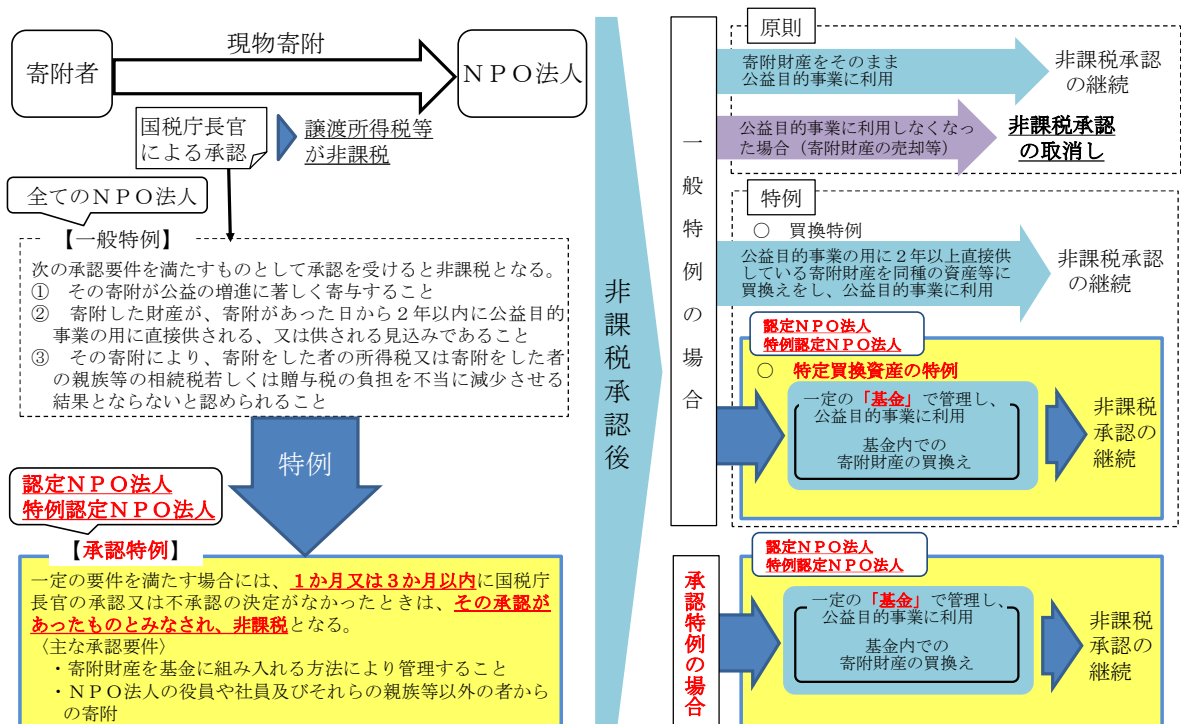 現物寄附
寄附者
ＮＰＯ法人
国税庁長官
による承認
譲渡所得税等
が非課税
全てのＮＰＯ法人
【一般特例】
次の承認要件を満たすものとして承認を受けると非課税となる。
①　その寄附が公益の増進に著しく寄与すること
②　寄附した財産が、寄附があった日から２年以内に公益目的
事業の用に直接供される、又は供される見込みであること
③　その寄附により、寄附をした者の所得税又は寄附をした者
の親族等の相続税若しくは贈与税の負担を不当に減少させる
結果とならないと認められること
特例
認定ＮＰＯ法人
特例認定ＮＰＯ法人
【承認特例】
一定の要件を満たす場合には、１か月又は３か月以内に国税庁
長官の承認又は不承認の決定がなかったときは、その承認が
あったものとみなされ、非課税となる。
〈主な承認要件〉
・寄附財産を基金に組み入れる方法により管理すること
・ＮＰＯ法人の役員や社員及びそれらの親族等以外の者から
の寄附
非課税承認後
一般特例の場合
原則
寄附財産をそのまま
公益目的事業に利用
非課税承認
の継続
公益目的事業に利用しなくなっ
た場合（寄附財産の売却等）
非課税承認
の取消し
特例
○　買換特例
公益目的事業の用に２年以上直接供
している寄附財産を同種の資産等に
買換えをし、公益目的事業に利用
非課税承認
の継続
認定ＮＰＯ法人
特例認定ＮＰＯ法人
○　特定買換資産の特例
一定の「基金」で管理し、
公益目的事業に利用
基金内での
寄附財産の買換え
非課税
承認の
継続
承認特例の場合
認定ＮＰＯ法人
特例認定ＮＰＯ法人
一定の「基金」で管理し、
公益目的事業に利用
基金内での
寄附財産の買換え
非課税
承認の
継続